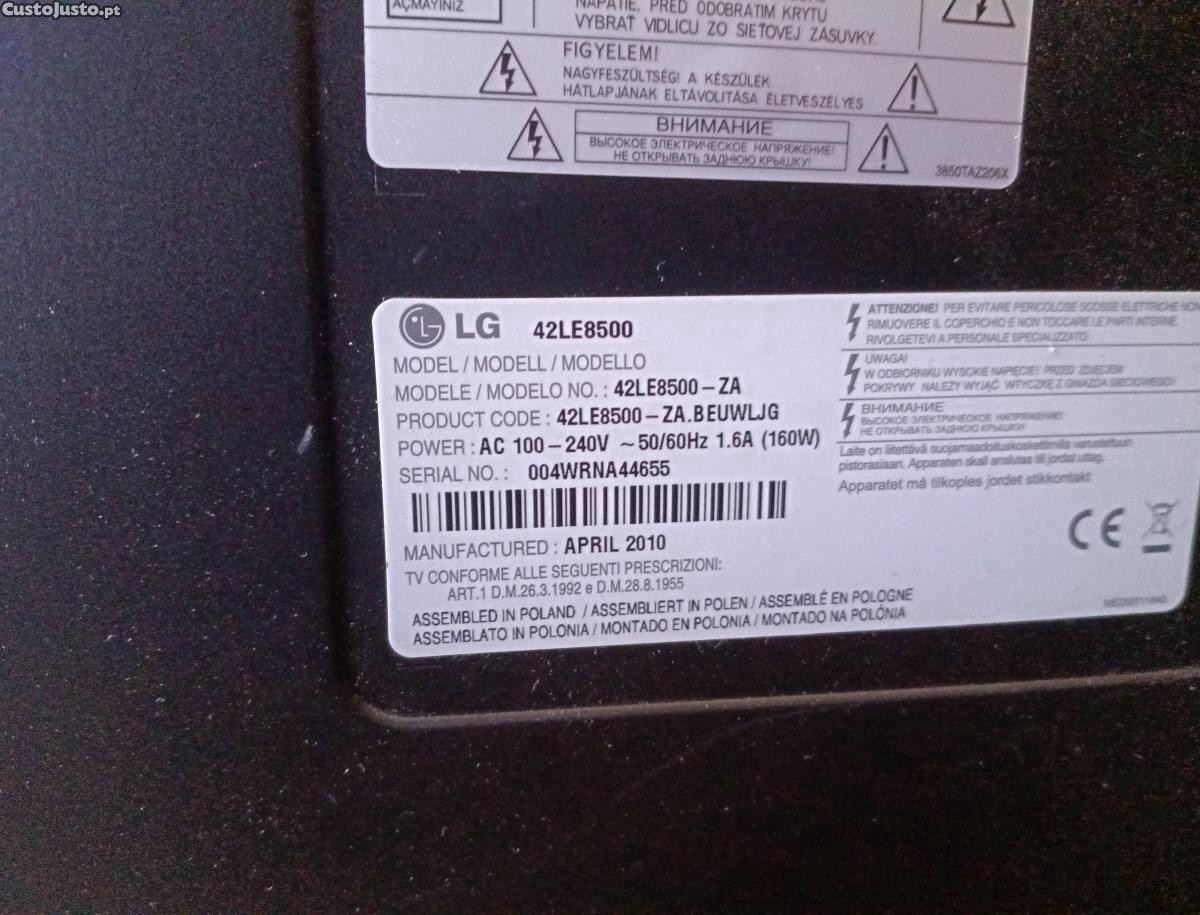 CustoJusto.pt
AÇMAYINIZ
NAPÄTIE, PRED ODOBRATIM KRYTU
VYBRAŤ VIDLICU ZO SIEŤOVEJ ZÁSUVKY.
FIGYELEM!
NAGYFESZÜLTSÉG! A KÉSZÜLÉK
HÁTLAPJÁNAK ELTÁVOLITÁSA ÉLETVESZÉLYES
ВНИМАНИЕ
ВЫСОКОЕ ЭЛЕКТРИЧЕСКОЕ НАПРЯЖЕНИЕ!
НЕ ОТКРЫВАТЬ ЗАДНЮЮ КРЫШКУ!
3850TAZ206X
LG 42LE8500
MODEL / MODELL / MODELLO
MODELE / MODELO NO. : 42LE8500-ZA
PRODUCT CODE : 42LE8500-ZA.BEUWLJG
POWER : AC 100-240V ~50/60Hz 1.6A (160W)
SERIAL NO. : 004WRNA44655
MANUFACTURED : APRIL 2010
TV CONFORME ALLE SEGUENTI PRESCRIZIONI:
ART.1 D.M.26.3.1992 e D.M.28.8.1955
ASSEMBLED IN POLAND / ASSEMBLIERT IN POLEN / ASSEMBLÉ EN POLOGNE
ASSEMBLATO IN POLONIA / MONTADO EN POLONIA / MONTADO NA POLÓNIA
ATTENZIONE! PER EVITARE PERICOLOSE SCOSSE ELETTRICHE NO
RIMUOVERE IL COPERCHIO E NON TOCCARE LE PARTI INTERNE.
RIVOLGETEVI A PERSONALE SPECIALIZZATO.
UWAGA!
W ODBIORNIKU WYSOKIE NAPIĘCIE! PRZED ZDJĘCIEM
POKRYWY NALEŻY WYJĄĆ WTYCZKĘ Z GNIAZDA SIECIOWEGO!
ВНИМАНИЕ
ВЫСОКОЕ ЭЛЕКТРИЧЕСКОЕ НАПРЯЖЕНИЕ!
НЕ ОТКРЫВАТЬ ЗАДНЮЮ КРЫШКУ!
Laite on liitettävä suojamaadoituskoskettimilla varustettuun
pistorasiaan. Apparaten skall anslutas till jordat uttag.
Apparatet må tilkoples jordet stikkontakt
CE